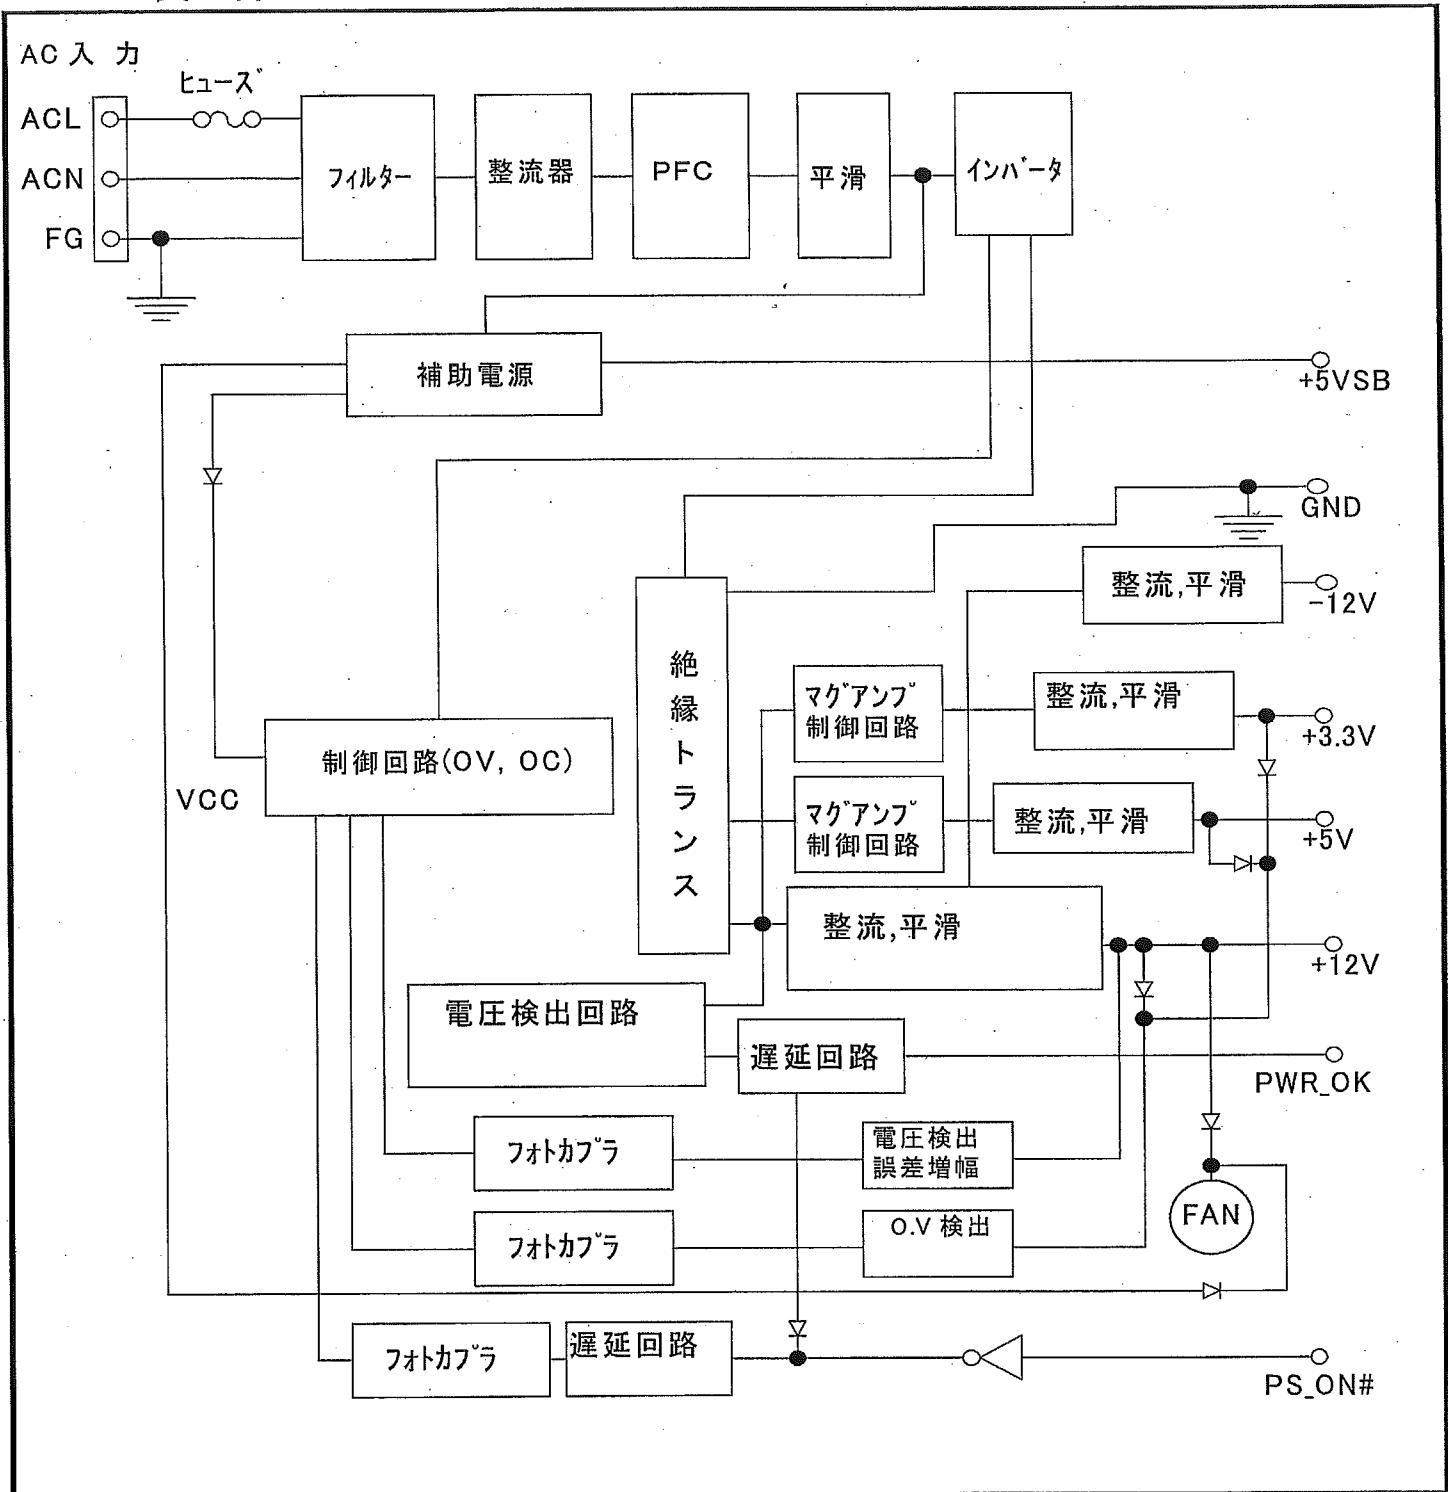 AC 入 力
ヒューズ
ACL
ACN
FG
フィルター
整流器
PFC
平滑
インバータ
補助電源
+5VSB
GND
整流,平滑
-12V
絶縁トランス
マグアンプ
制御回路
整流,平滑
+3.3V
制御回路(OV, OC)
VCC
マグアンプ
制御回路
整流,平滑
+5V
整流,平滑
+12V
電圧検出回路
遅延回路
PWR_OK
フォトカプラ
電圧検出
誤差増幅
FAN
フォトカプラ
O.V 検出
フォトカプラ
遅延回路
PS_ON#